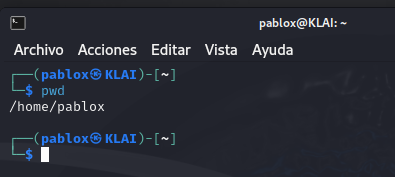 pablox@KLAI: ~
Archivo Acciones Editar Vista Ayuda
┌──(pablox㉿KLAI)-[~]
└─$ pwd
/home/pablox
┌──(pablox㉿KLAI)-[~]
└─$